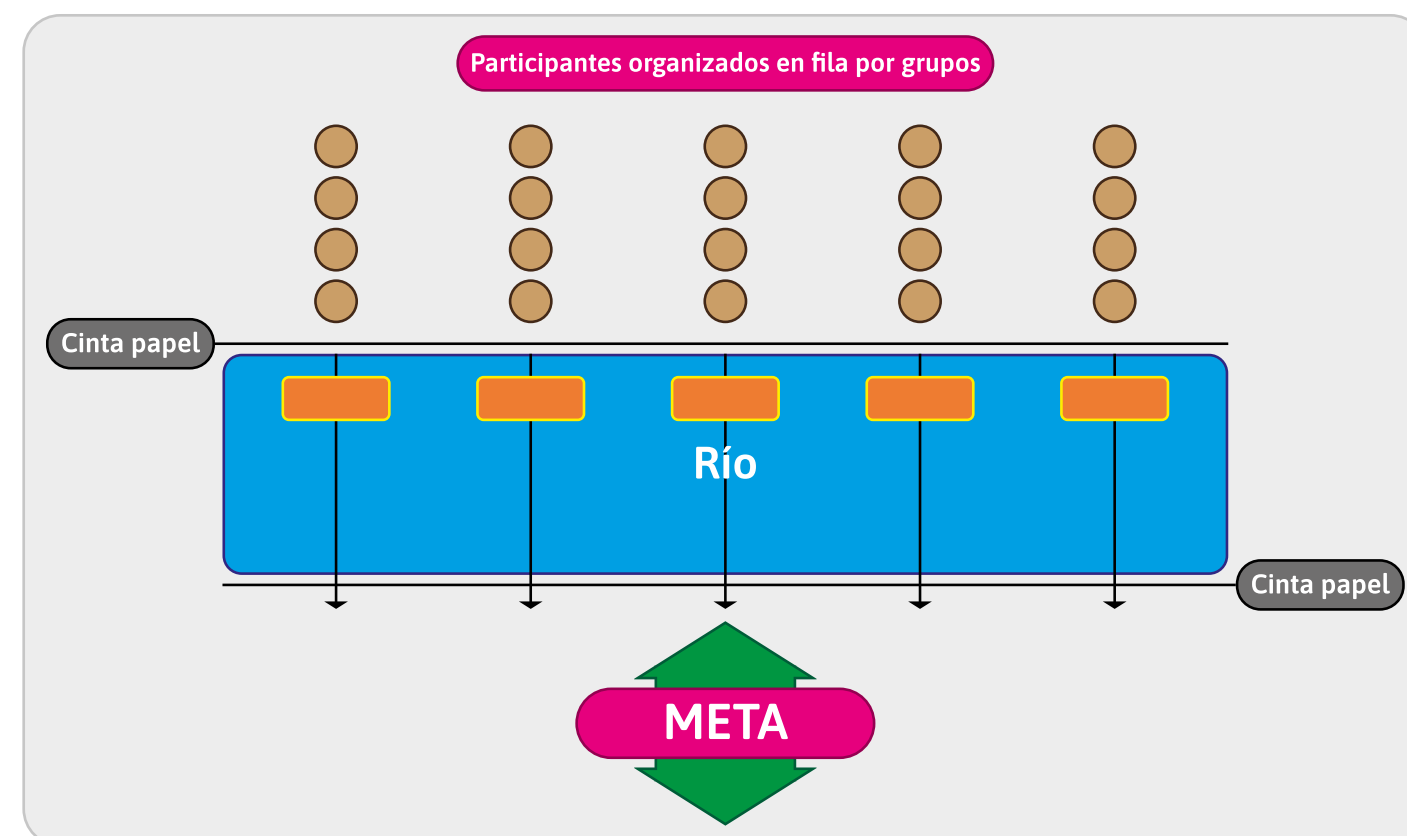 Participantes organizados en fila por grupos
Cinta papel
Río
Cinta papel
META